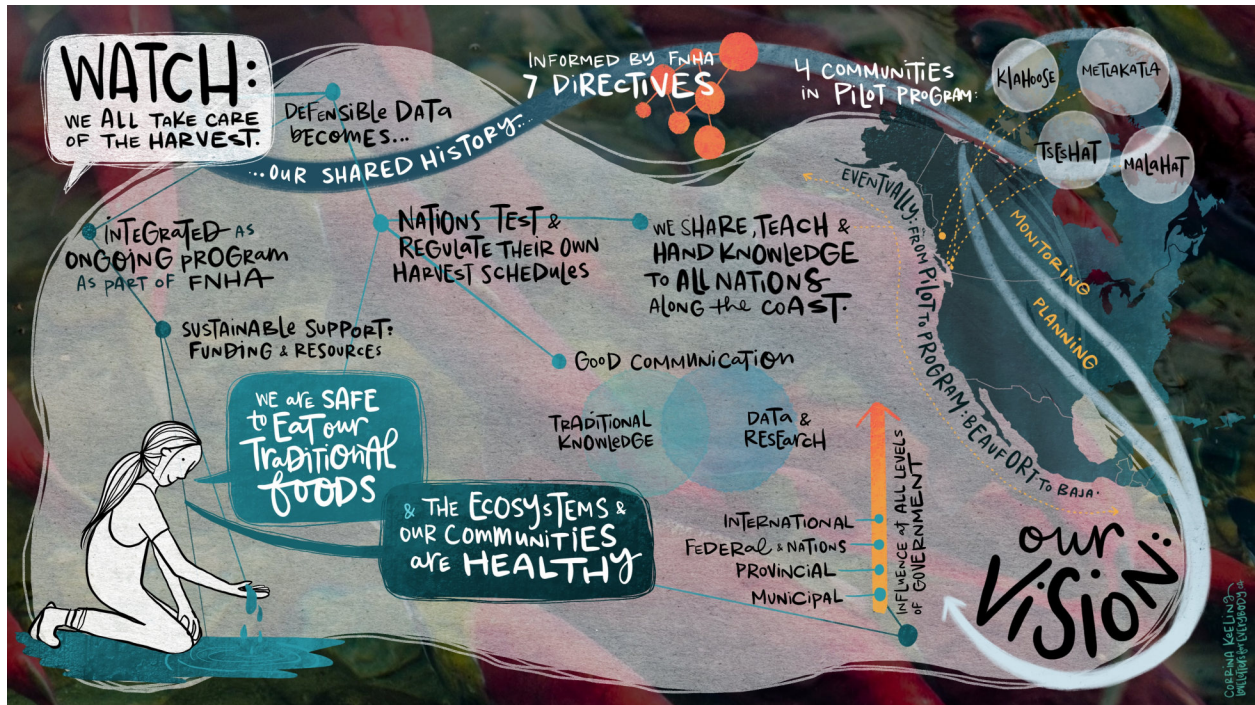 WATCH:
WE ALL TAKE CARE
OF THE HARVEST.
DEFENSIBLE DATA
BECOMES...
...OUR SHARED HISTORY...
INFORMED BY FNHA
7 DIRECTIVES
4 COMMUNITIES
IN PILOT PROGRAM:
KLAHOOSE
METLAKATLA
TSESHAT
MALAHAT
INTEGRATED AS
ONGOING PROGRAM
AS PART OF FNHA
NATIONS TEST &
REGULATE THEIR OWN
HARVEST SCHEDULES
WE SHARE, TEACH &
HAND KNOWLEDGE
TO ALL NATIONS
ALONG the COAST.
EVENTUALLY: FROM PILOT TO PROGRAM: BEAUFORT TO BAJA.
MONITORING
PLANNING
SUSTAINABLE SUPPORT:
FUNDING & RESOURCES
GOOD COMMUNICATION
TRADITIONAL
KNOWLEDGE
DATA &
RESEARCH
WE are SAFE
to Eat our
TRADITIONAL
FOODS
& THE ECOSYSTEMS &
OUR COMMUNITIES
are HEALTHY
INTERNATIONAL
FEDERAL & NATIONS
PROVINCIAL
MUNICIPAL
INFLUENCE at ALL LEVELS
OF GOVERNMENT
our
VISION:
CORRINA KEELING
LOVELETTERSFOREVERYBODY.ca